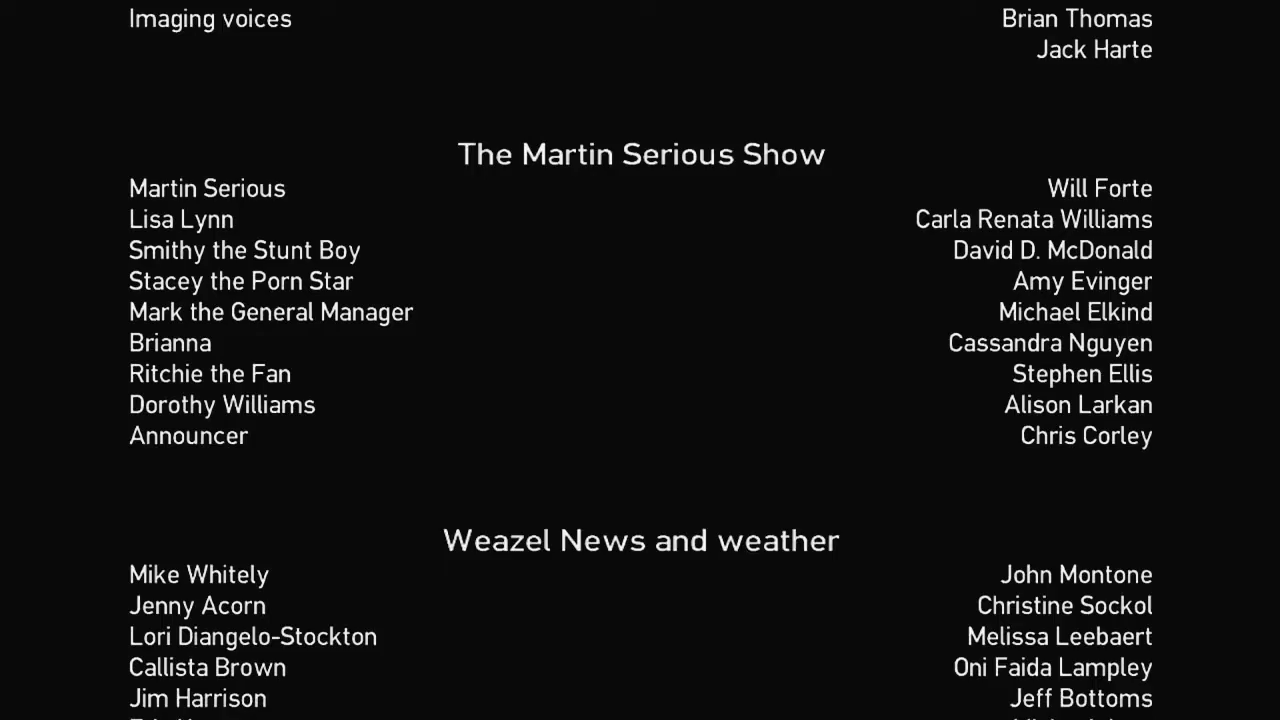 Imaging voices Brian Thomas
Jack Harte
The Martin Serious Show
Martin Serious Will Forte
Lisa Lynn Carla Renata Williams
Smithy the Stunt Boy David D. McDonald
Stacey the Porn Star Amy Evinger
Mark the General Manager Michael Elkind
Brianna Cassandra Nguyen
Ritchie the Fan Stephen Ellis
Dorothy Williams Alison Larkan
Announcer Chris Corley
Weazel News and weather
Mike Whitely John Montone
Jenny Acorn Christine Sockol
Lori Diangelo-Stockton Melissa Leebaert
Callista Brown Oni Faida Lampley
Jim Harrison Jeff Bottoms